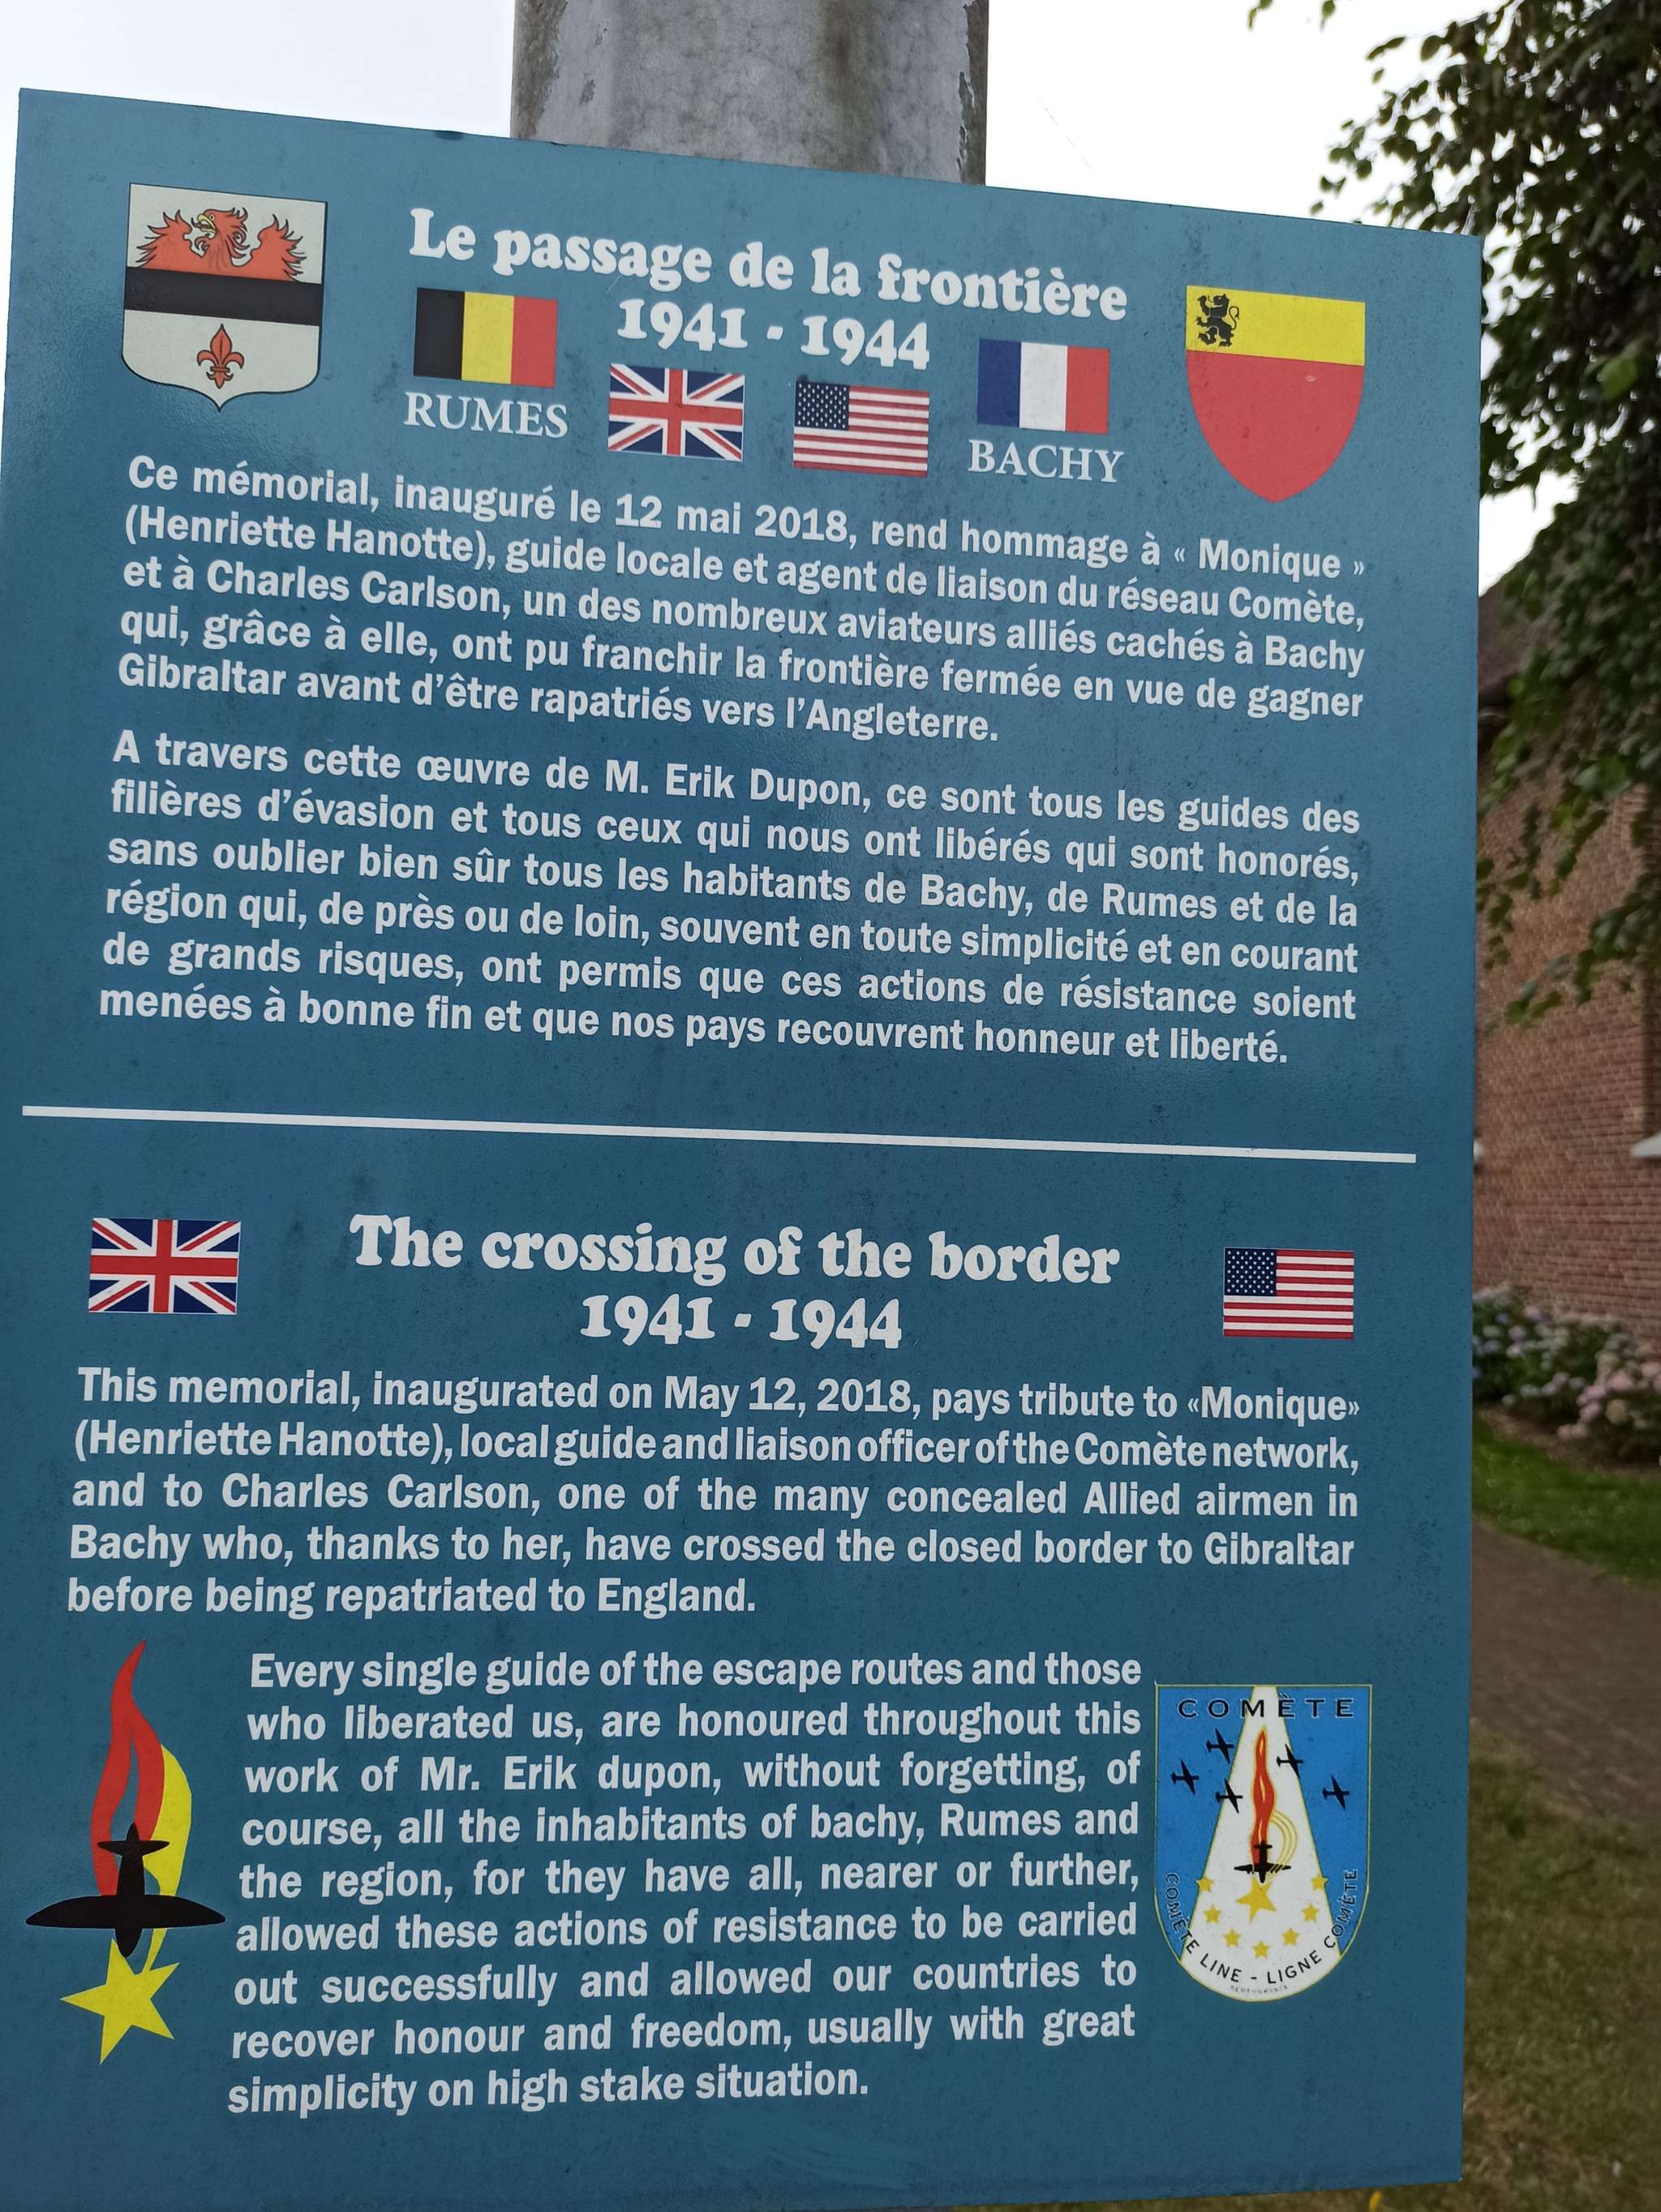 Le passage de la frontière
1941 - 1944
RUMES
BACHY
Ce mémorial, inauguré le 12 mai 2018, rend hommage à « Monique »
(Henriette Hanotte), guide locale et agent de liaison du réseau Comète,
et à Charles Carlson, un des nombreux aviateurs alliés cachés à Bachy
qui, grâce à elle, ont pu franchir la frontière fermée en vue de gagner
Gibraltar avant d'être rapatriés vers l'Angleterre.
A travers cette œuvre de M. Erik Dupon, ce sont tous les guides des
filières d'évasion et tous ceux qui nous ont libérés qui sont honorés,
sans oublier bien sûr tous les habitants de Bachy, de Rumes et de la
région qui, de près ou de loin, souvent en toute simplicité et en courant
de grands risques, ont permis que ces actions de résistance soient
menées à bonne fin et que nos pays recouvrent honneur et liberté.
The crossing of the border
1941 - 1944
This memorial, inaugurated on May 12, 2018, pays tribute to «Monique»
(Henriette Hanotte), local guide and liaison officer of the Comète network,
and to Charles Carlson, one of the many concealed Allied airmen in
Bachy who, thanks to her, have crossed the closed border to Gibraltar
before being repatriated to England.
Every single guide of the escape routes and those
who liberated us, are honoured throughout this
work of Mr. Erik dupon, without forgetting, of
course, all the inhabitants of bachy, Rumes and
the region, for they have all, nearer or further,
allowed these actions of resistance to be carried
out successfully and allowed our countries to
recover honour and freedom, usually with great
simplicity on high stake situation.
COMÈTE
COMÈTE LINE - LIGNE COMÈTE